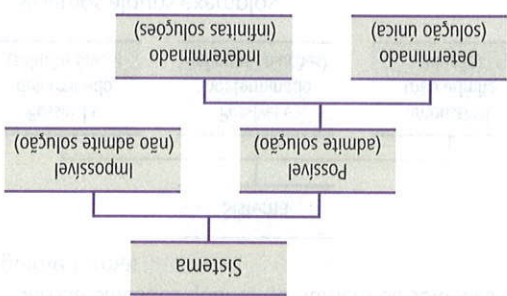 Sistema
Possível
(admite solução)
Impossível
(não admite solução)
Determinado
(solução única)
Indeterminado
(infinitas soluções)